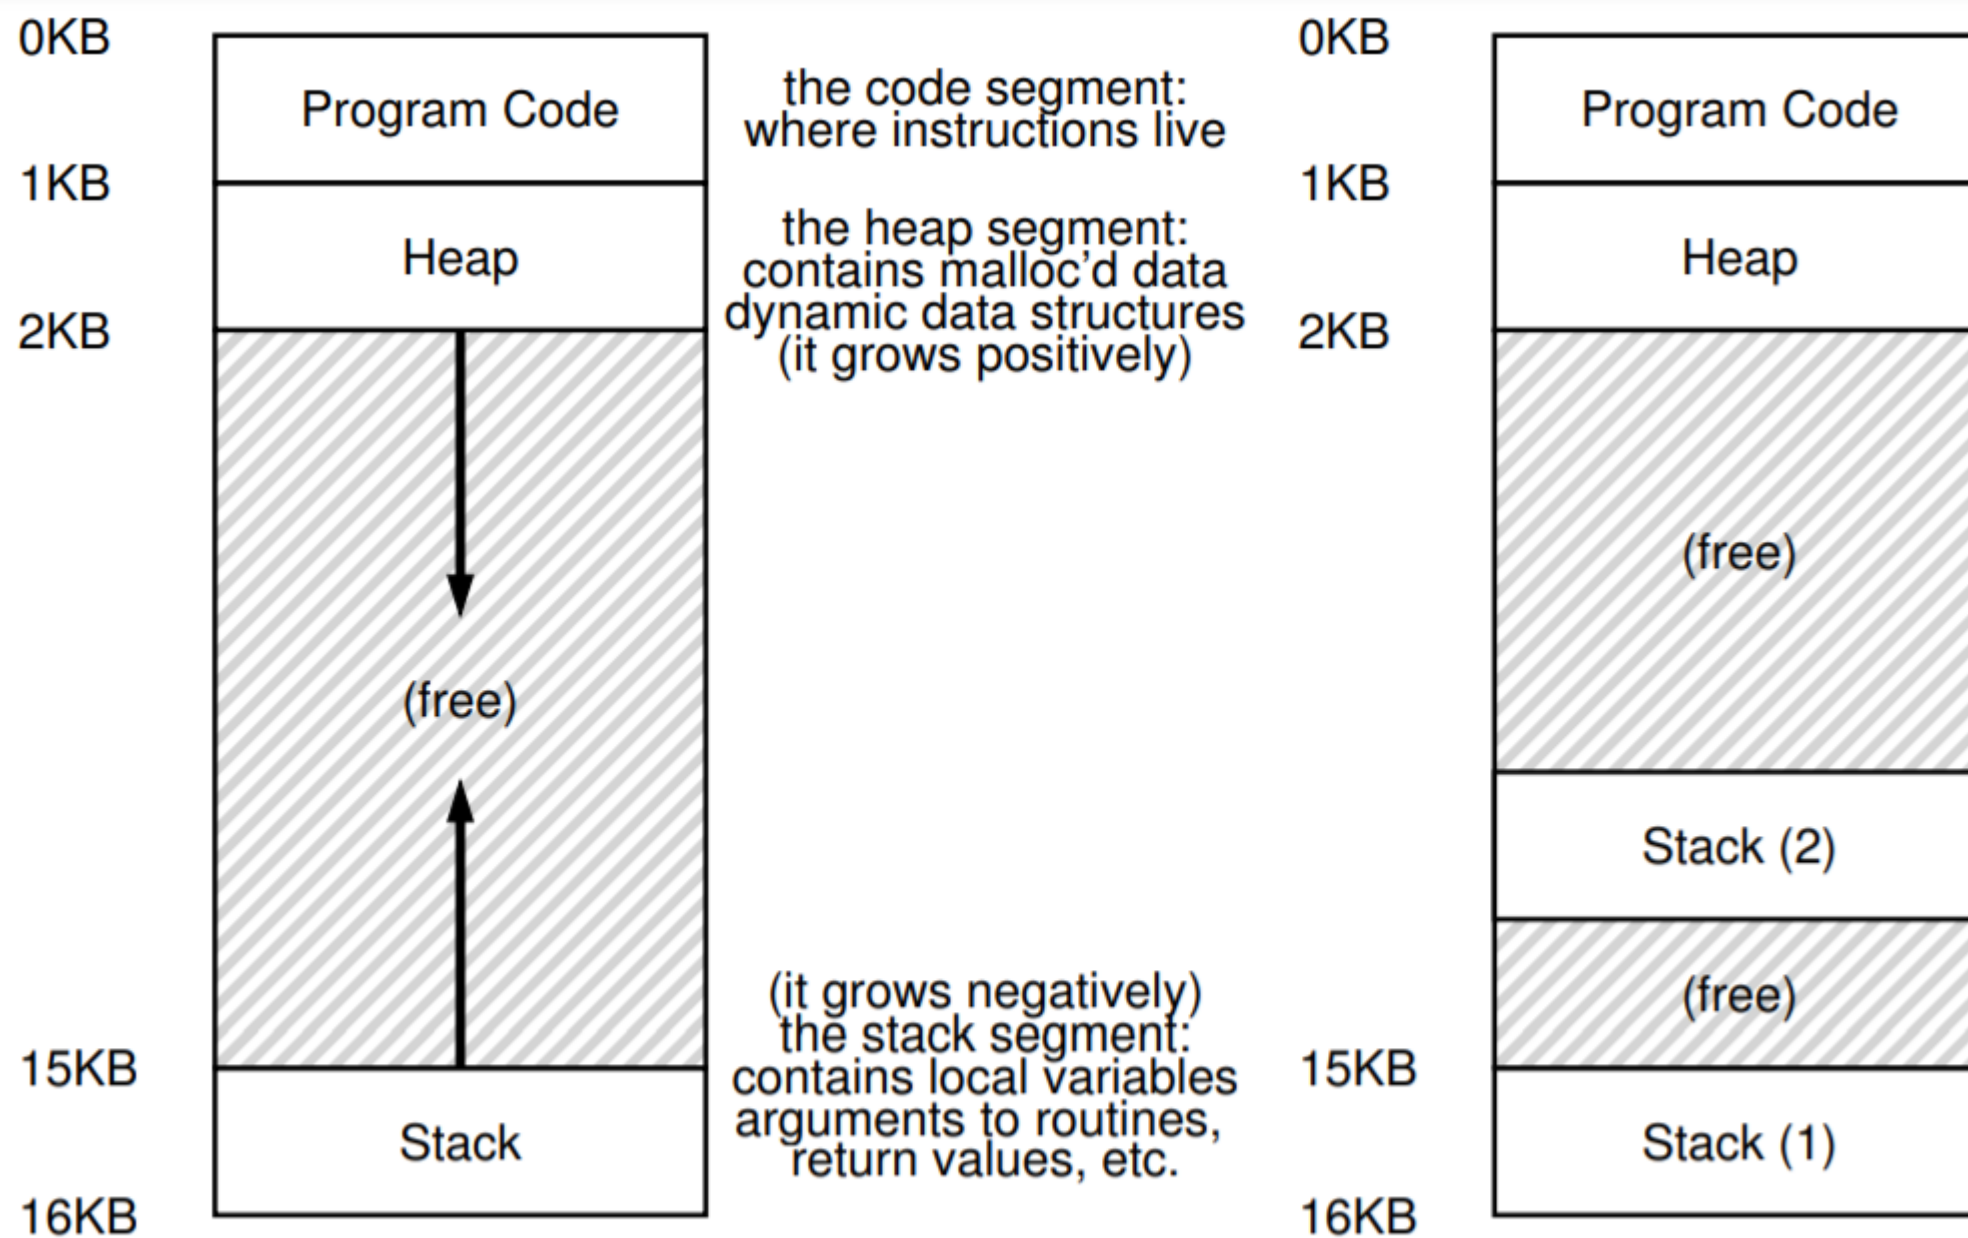 0KB
Program Code
the code segment:
where instructions live
1KB
Heap
the heap segment:
contains malloc'd data
dynamic data structures
(it grows positively)
2KB
(free)
(it grows negatively)
the stack segment:
contains local variables
arguments to routines,
return values, etc.
15KB
Stack
16KB
0KB
Program Code
1KB
Heap
2KB
(free)
Stack (2)
(free)
15KB
Stack (1)
16KB